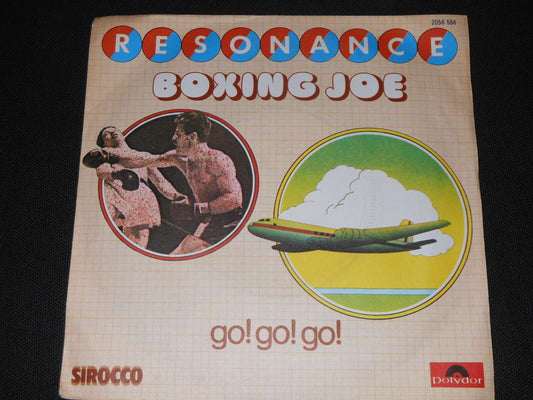 2056 556
RESONANCE
BOXING JOE
go! go! go!
SIROCCO
polydor